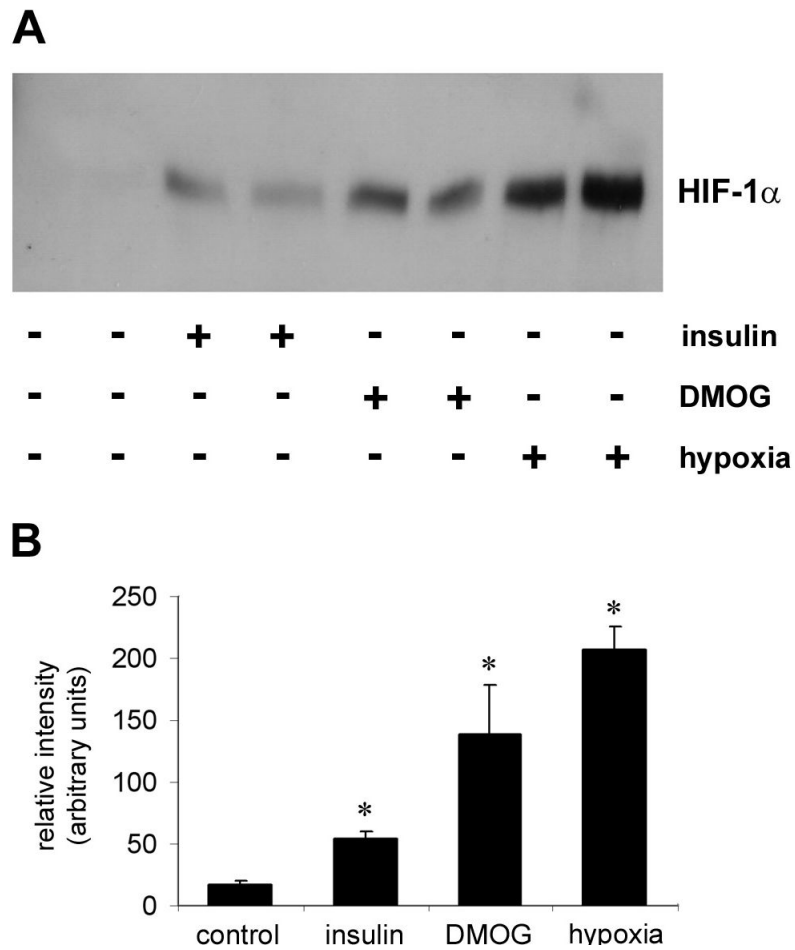 A
HIF-1α
- - + + - - - - insulin
- - - - + + - - DMOG
- - - - - - + + hypoxia
B
250
200
150
100
50
0
relative intensity
(arbitrary units)
*
*
*
control insulin DMOG hypoxia